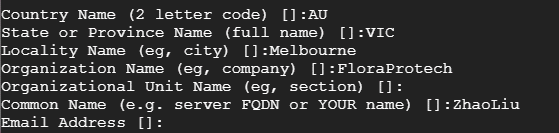 Country Name (2 letter code) []:AU
State or Province Name (full name) []:VIC
Locality Name (eg, city) []:Melbourne
Organization Name (eg, company) []:FloraProtech
Organizational Unit Name (eg, section) []:
Common Name (e.g. server FQDN or YOUR name) []:ZhaoLiu
Email Address []: